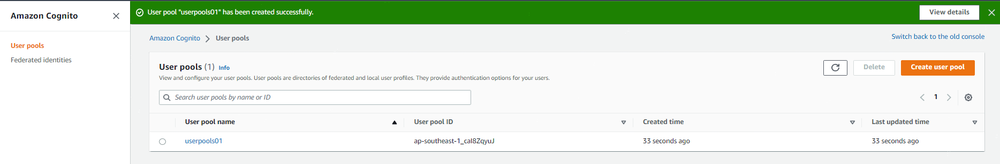 Amazon Cognito
User pools
Federated identities
User pool "userpools01" has been created successfully.
View details
Amazon Cognito > User pools
Switch back to the old console
User pools (1) Info
View and configure your user pools. User pools are directories of federated and local user profiles. They provide authentication options for your users.
Delete
Create user pool
Search user pools by name or ID
1
User pool name User pool ID Created time Last updated time
userpools01 ap-southeast-1_caI8ZqyuJ 33 seconds ago 33 seconds ago